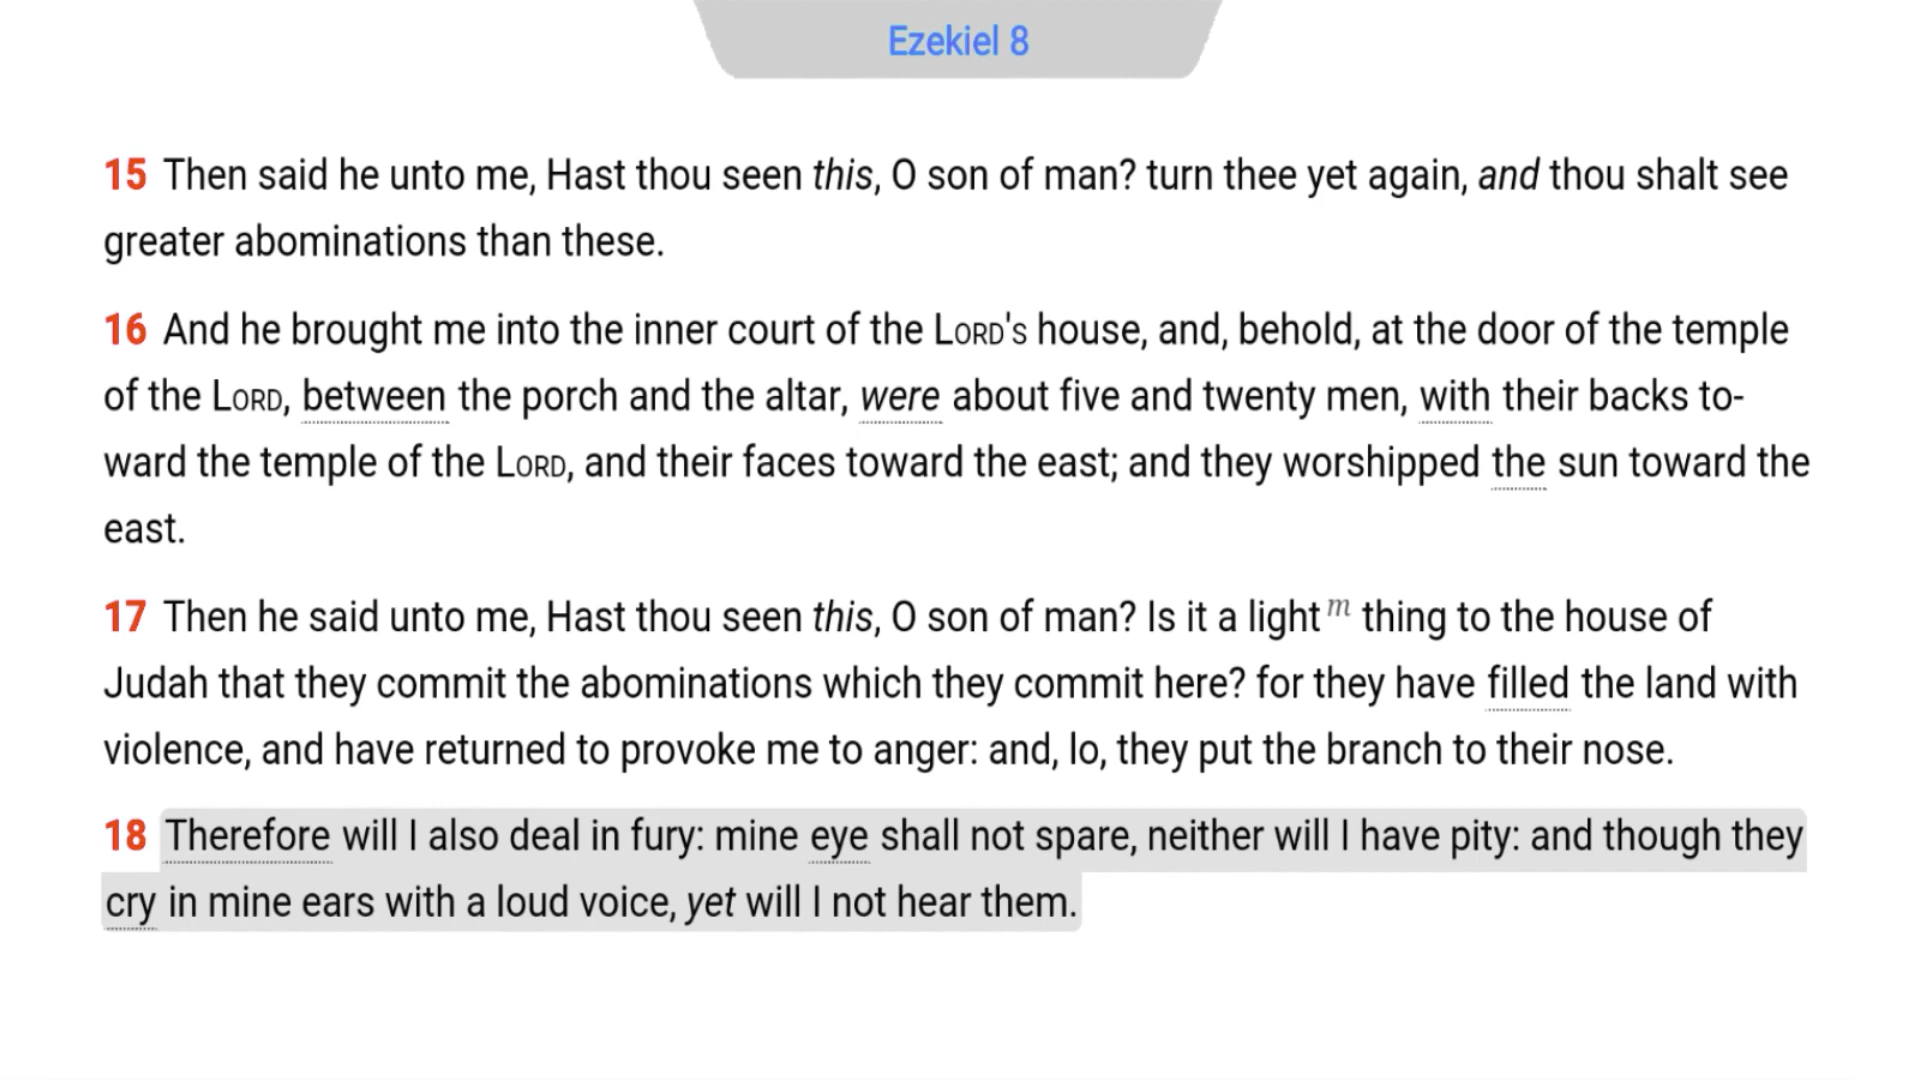 Ezekiel 8
15 Then said he unto me, Hast thou seen this, O son of man? turn thee yet again, and thou shalt see
greater abominations than these.
16 And he brought me into the inner court of the LORD'S house, and, behold, at the door of the temple
of the LORD, between the porch and the altar, were about five and twenty men, with their backs to-
ward the temple of the LORD, and their faces toward the east; and they worshipped the sun toward the
east.
17 Then he said unto me, Hast thou seen this, O son of man? Is it a light m thing to the house of
Judah that they commit the abominations which they commit here? for they have filled the land with
violence, and have returned to provoke me to anger: and, lo, they put the branch to their nose.
18 Therefore will I also deal in fury: mine eye shall not spare, neither will I have pity: and though they
cry in mine ears with a loud voice, yet will I not hear them.